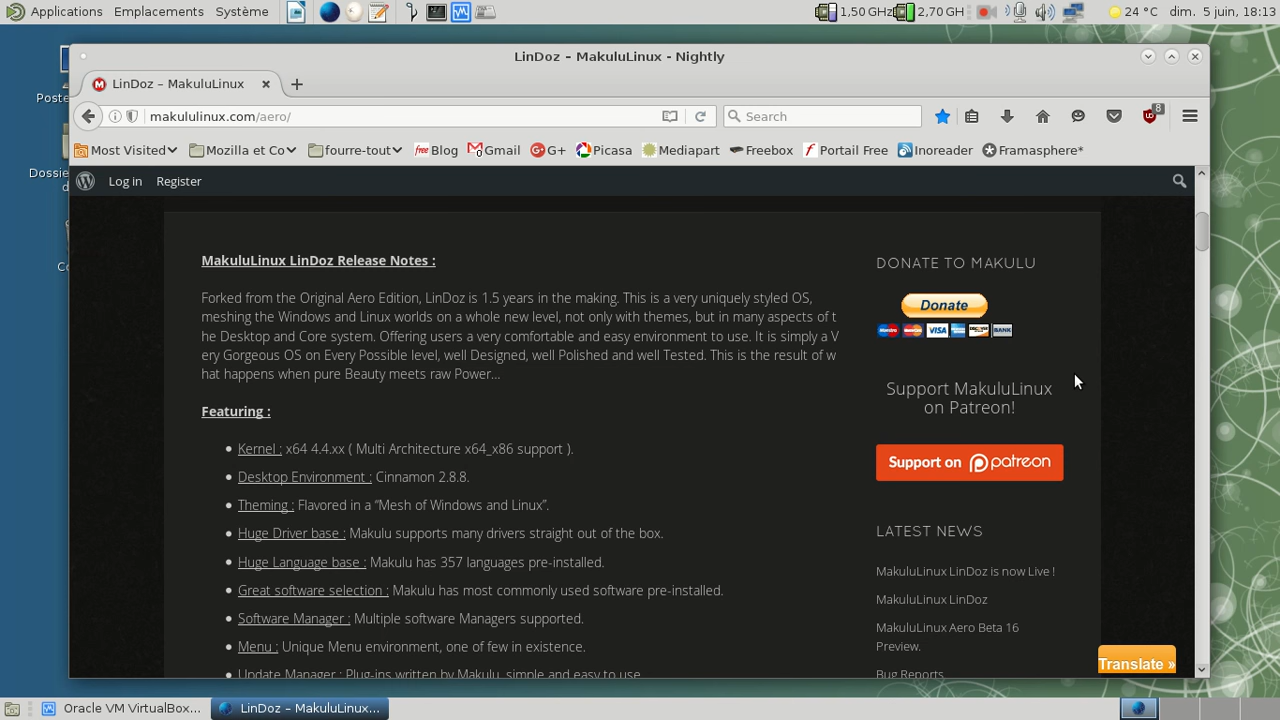 Applications Emplacements Système 1,50 GHz 2,70 GH 24 °C dim. 5 juin, 18:13
LinDoz – MakuluLinux - Nightly
LinDoz – MakuluLinux
makululinux.com/aero/ Search 8
Most Visited Mozilla et Co fourre-tout Blog Gmail G+ Picasa Mediapart Freebox Portail Free Inoreader Framasphere*
Log in Register
Poste
Dossie
d
Co
MakuluLinux LinDoz Release Notes :
Forked from the Original Aero Edition, LinDoz is 1.5 years in the making. This is a very uniquely styled OS,
meshing the Windows and Linux worlds on a whole new level, not only with themes, but in many aspects of t
he Desktop and Core system. Offering users a very comfortable and easy environment to use. It is simply a V
ery Gorgeous OS on Every Possible level, well Designed, well Polished and well Tested. This is the result of w
hat happens when pure Beauty meets raw Power…
Featuring :
Kernel : x64 4.4.xx ( Multi Architecture x64_x86 support ).
Desktop Environment : Cinnamon 2.8.8.
Theming : Flavored in a “Mesh of Windows and Linux”.
Huge Driver base : Makulu supports many drivers straight out of the box.
Huge Language base : Makulu has 357 languages pre-installed.
Great software selection : Makulu has most commonly used software pre-installed.
Software Manager : Multiple software Managers supported.
Menu : Unique Menu environment, one of few in existence.
Update Manager : Plug-ins written by Makulu, simple and easy to use
DONATE TO MAKULU
Donate
VISA BANK
Support MakuluLinux
on Patreon!
Support on patreon
LATEST NEWS
MakuluLinux LinDoz is now Live !
MakuluLinux LinDoz
MakuluLinux Aero Beta 16
Preview.
Bug Reports
Translate »
Oracle VM VirtualBox... LinDoz – MakuluLinux...